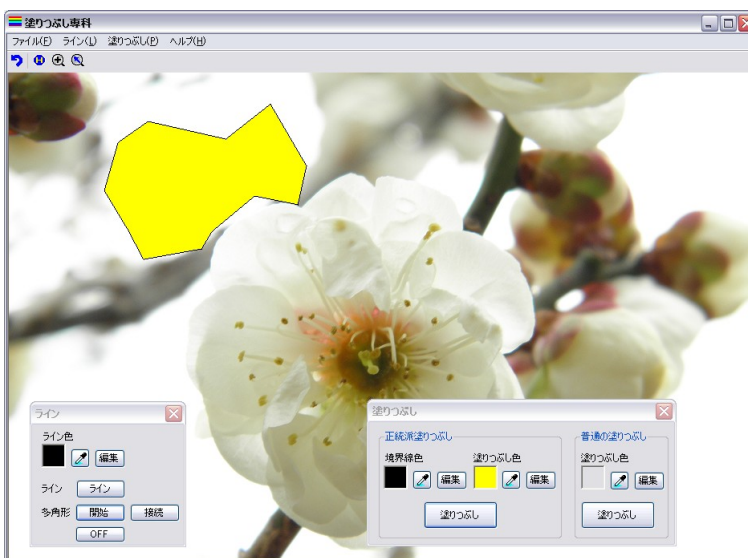 塗りつぶし専科
ファイル(F) ライン(L) 塗りつぶし(P) ヘルプ(H)
ライン
ライン色
編集
ライン ライン
多角形 開始 接続
OFF
塗りつぶし
正統派塗りつぶし 普通の塗りつぶし
境界線色 塗りつぶし色 塗りつぶし色
編集 編集 編集
塗りつぶし 塗りつぶし